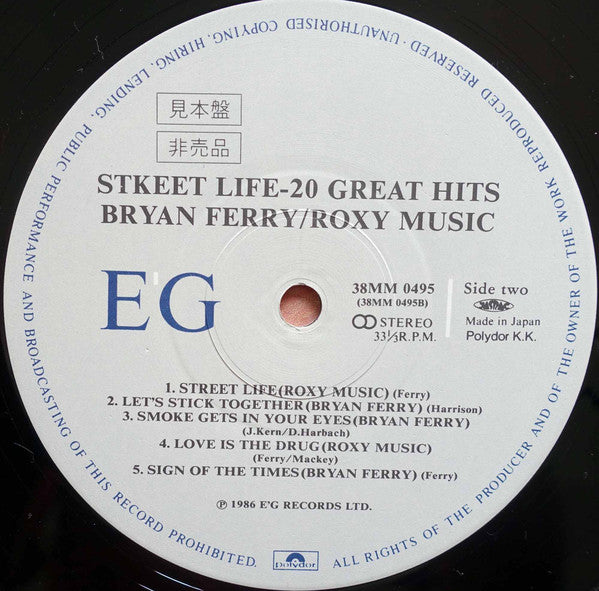 ALL RIGHTS OF THE PRODUCER AND OF THE OWNER OF THE WORK REPRODUCED RESERVED · UNAUTHORISED COPYING, HIRING, LENDING, PUBLIC PERFORMANCE AND BROADCASTING OF THIS RECORD PROHIBITED.
見本盤
非売品
STKEET LIFE-20 GREAT HITS
BRYAN FERRY/ROXY MUSIC
E'G
38MM 0495
(38MM 0495B)
STEREO
33⅓R.P.M.
Side two
Made in Japan
Polydor K.K.
1. STREET LIFE(ROXY MUSIC) (Ferry)
2. LET'S STICK TOGETHER(BRYAN FERRY) (Harrison)
3. SMOKE GETS IN YOUR EYES(BRYAN FERRY)
(J.Kern/D.Harbach)
4. LOVE IS THE DRUG(ROXY MUSIC)
(Ferry/Mackey)
5. SIGN OF THE TIMES(BRYAN FERRY) (Ferry)
Ⓟ 1986 E'G RECORDS LTD.
polydor